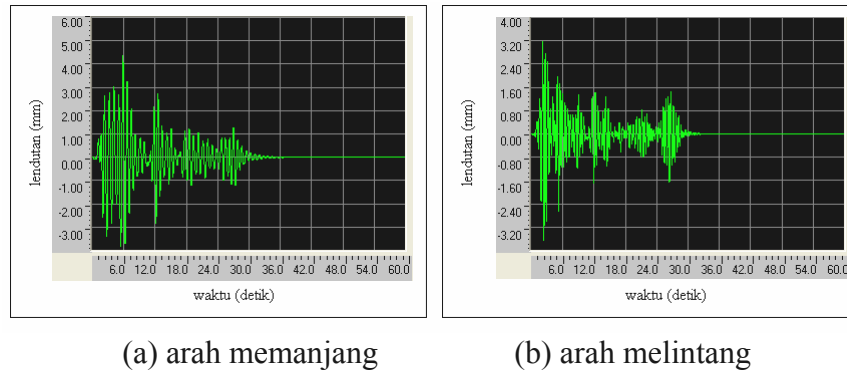 6.00
5.00
4.00
3.00
2.00
1.00
0.00
-1.00
-2.00
-3.00
lendutan (mm)
6.0 12.0 18.0 24.0 30.0 36.0 42.0 48.0 54.0 60.0
waktu (detik)
4.00
3.20
2.40
1.60
0.80
0.00
-0.80
-1.60
-2.40
-3.20
lendutan (mm)
6.0 12.0 18.0 24.0 30.0 36.0 42.0 48.0 54.0 60.0
waktu (detik)
(a) arah memanjang
(b) arah melintang